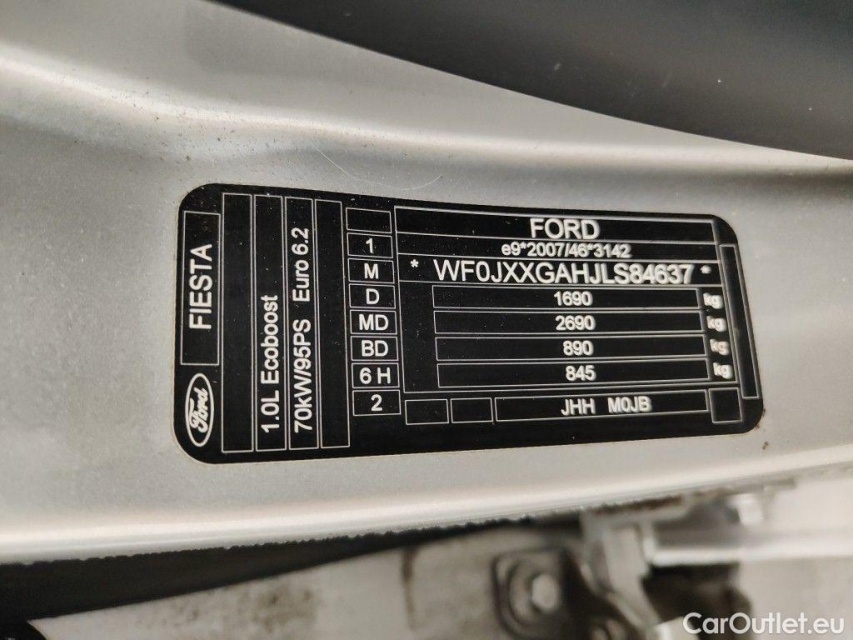 FIESTA
Ford
1.0L Ecoboost
70kW/95PS Euro 6.2
1
M
D
MD
BD
6 H
2
FORD
e9*2007/46*3142
* WF0JXXGAHJLS84637 *
1690 kg
2690 kg
890 kg
845 kg
JHH M0JB
CarOutlet.eu